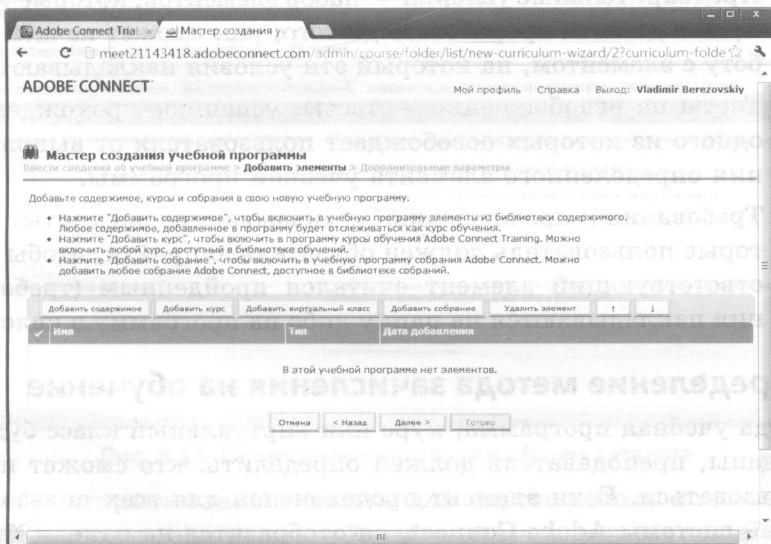 Adobe Connect Trial
Мастер создания у
meet21143418.adobeconnect.com/admin/course/folder/list/new-curriculum-wizard/2?curriculum-folde
ADOBE® CONNECT™
Мой профиль Справка Выход: Vladimir Berezovskiy
Мастер создания учебной программы
Ввести сведения об учебной программе > Добавить элементы > Дополнительные параметры
Добавьте содержимое, курсы и собрания в свою новую учебную программу.
• Нажмите "Добавить содержимое", чтобы включить в учебную программу элементы из библиотеки содержимого.
Любое содержимое, добавленное в программу будет отслеживаться как курс обучения.
• Нажмите "Добавить курс", чтобы включить в программу курсы обучения Adobe Connect Training. Можно
включить любой курс, доступный в библиотеке обучений.
• Нажмите "Добавить собрание", чтобы включить в учебную программу собрания Adobe Connect. Можно
добавить любое собрание Adobe Connect, доступное в библиотеке собраний.
Добавить содержимое Добавить курс Добавить виртуальный класс Добавить собрание Удалить элемент ↑ ↓
Имя Тип Дата добавления
В этой учебной программе нет элементов.
Отмена < Назад Далее > Готово